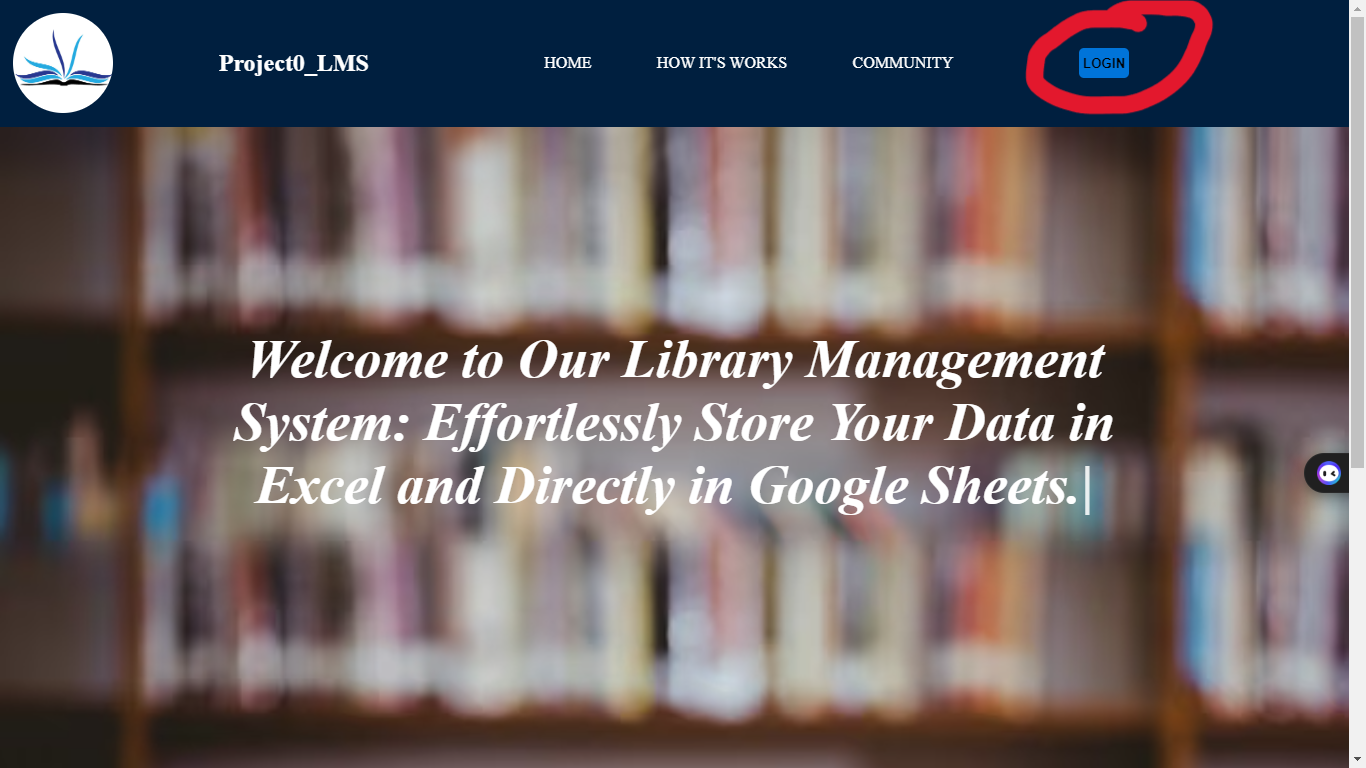 Project0_LMS
HOME
HOW IT'S WORKS
COMMUNITY
LOGIN
Welcome to Our Library Management
System: Effortlessly Store Your Data in
Excel and Directly in Google Sheets.|